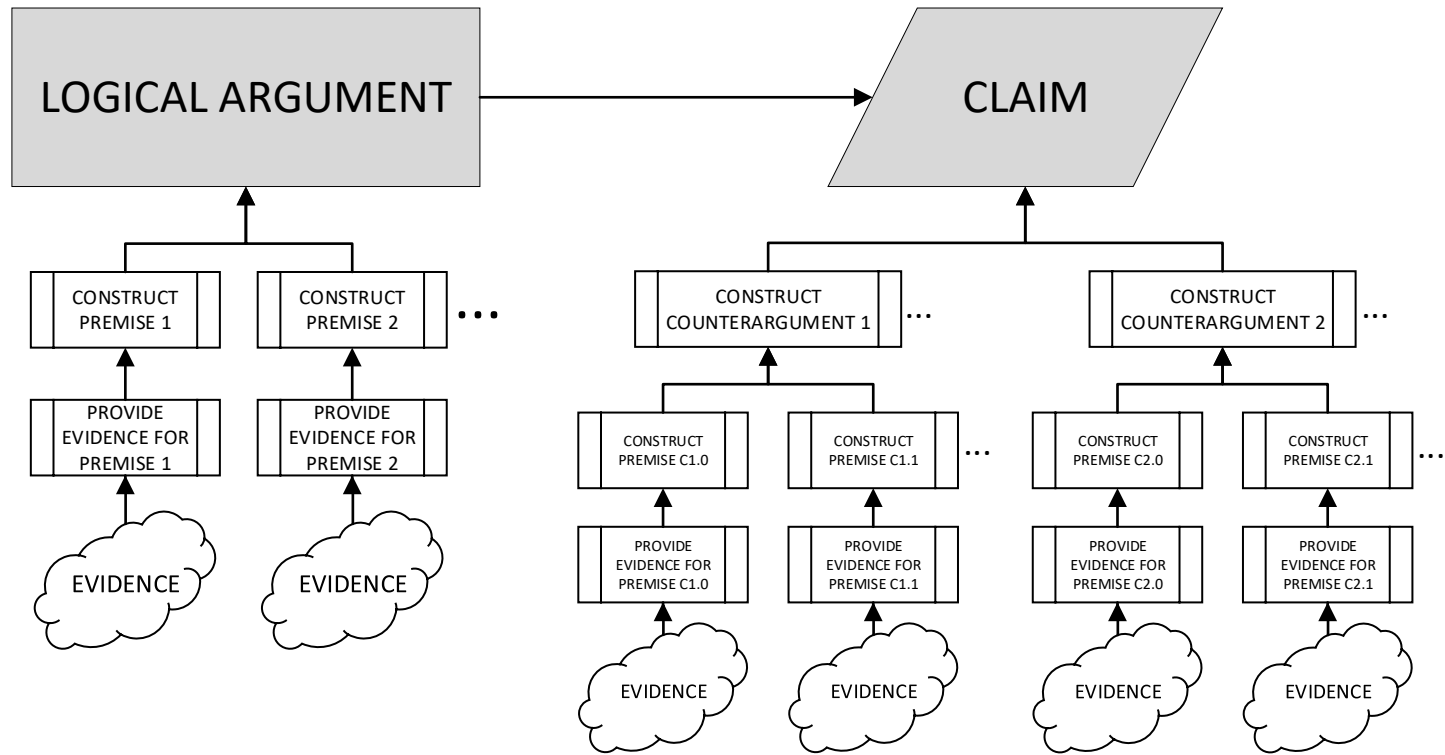 LOGICAL ARGUMENT
CLAIM
CONSTRUCT
PREMISE 1
CONSTRUCT
PREMISE 2
...
CONSTRUCT
COUNTERARGUMENT 1
...
CONSTRUCT
COUNTERARGUMENT 2
...
PROVIDE
EVIDENCE FOR
PREMISE 1
PROVIDE
EVIDENCE FOR
PREMISE 2
CONSTRUCT
PREMISE C1.0
CONSTRUCT
PREMISE C1.1
...
CONSTRUCT
PREMISE C2.0
CONSTRUCT
PREMISE C2.1
...
EVIDENCE
EVIDENCE
PROVIDE
EVIDENCE FOR
PREMISE C1.0
PROVIDE
EVIDENCE FOR
PREMISE C1.1
PROVIDE
EVIDENCE FOR
PREMISE C2.0
PROVIDE
EVIDENCE FOR
PREMISE C2.1
EVIDENCE
EVIDENCE
EVIDENCE
EVIDENCE